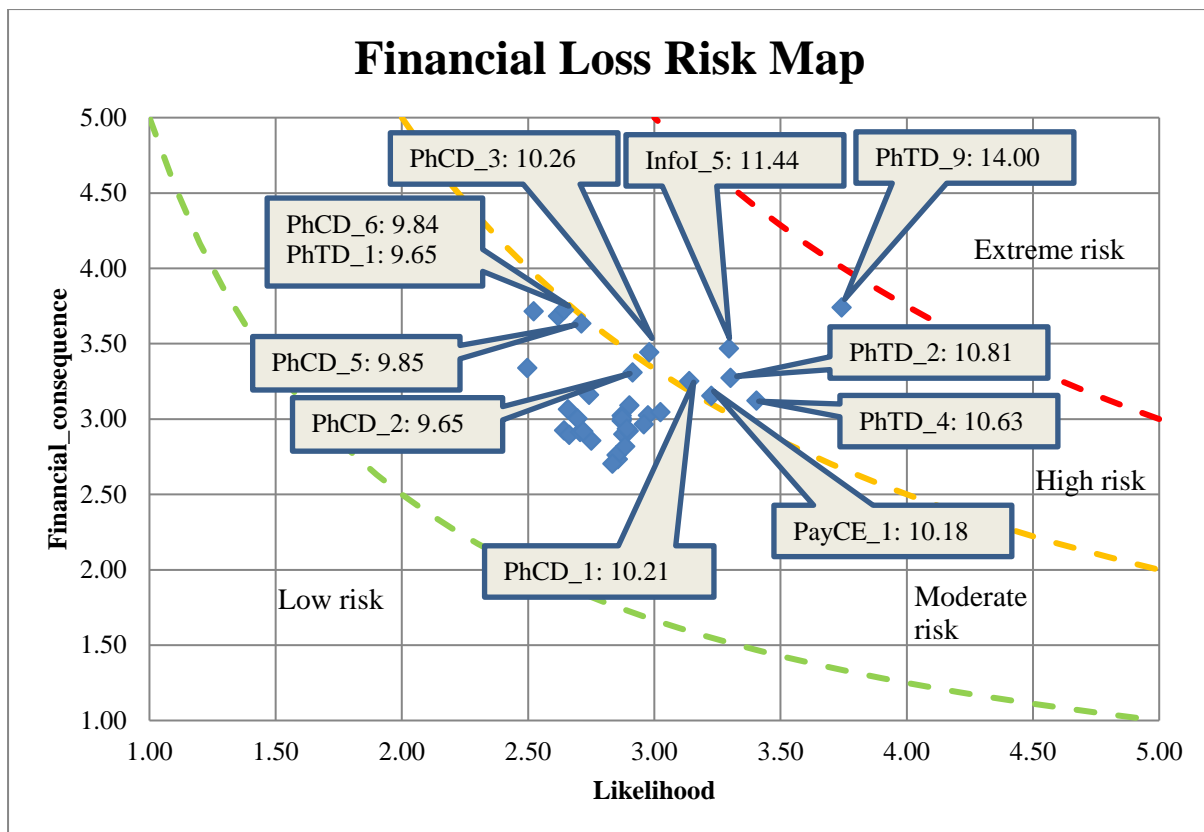 Financial Loss Risk Map
5.00
4.50
4.00
3.50
3.00
2.50
2.00
1.50
1.00
Financial_consequence
PhCD_3: 10.26
InfoI_5: 11.44
PhTD_9: 14.00
PhCD_6: 9.84
PhTD_1: 9.65
Extreme risk
PhCD_5: 9.85
PhTD_2: 10.81
PhCD_2: 9.65
PhTD_4: 10.63
High risk
PayCE_1: 10.18
PhCD_1: 10.21
Low risk
Moderate
risk
1.00 1.50 2.00 2.50 3.00 3.50 4.00 4.50 5.00
Likelihood